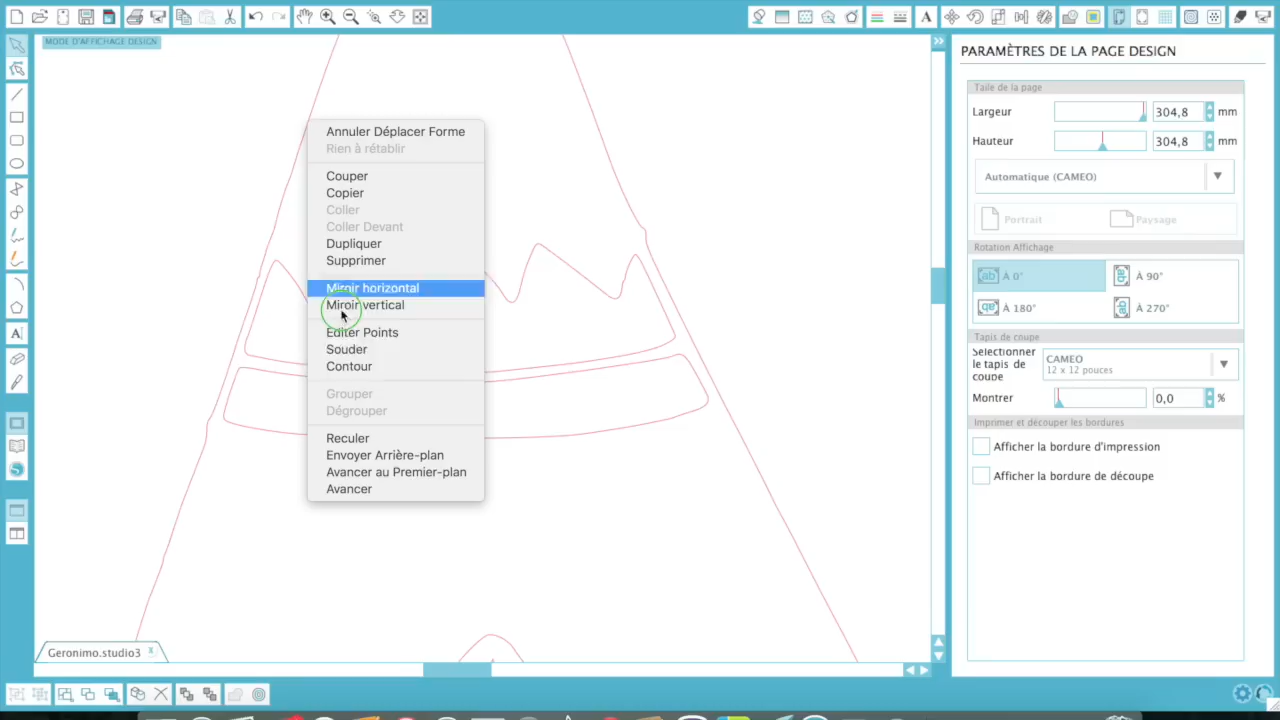 MODE D'AFFICHAGE DESIGN
Annuler Déplacer Forme
Rien à rétablir
Couper
Copier
Coller
Coller Devant
Dupliquer
Supprimer
Miroir horizontal
Miroir vertical
Editer Points
Souder
Contour
Grouper
Dégrouper
Reculer
Envoyer Arrière-plan
Avancer au Premier-plan
Avancer
Geronimo.studio3 x
PARAMÈTRES DE LA PAGE DESIGN
Taile de la page
Largeur 304,8 mm
Hauteur 304,8 mm
Automatique (CAMEO)
Portrait Paysage
Rotation Affichage
À 0° À 90°
À 180° À 270°
Tapis de coupe
Sélectionner
le tapis de
coupe
CAMEO
12 x 12 pouces
Montrer 0,0 %
Imprimer et découper les bordures
Afficher la bordure d'impression
Afficher la bordure de découpe